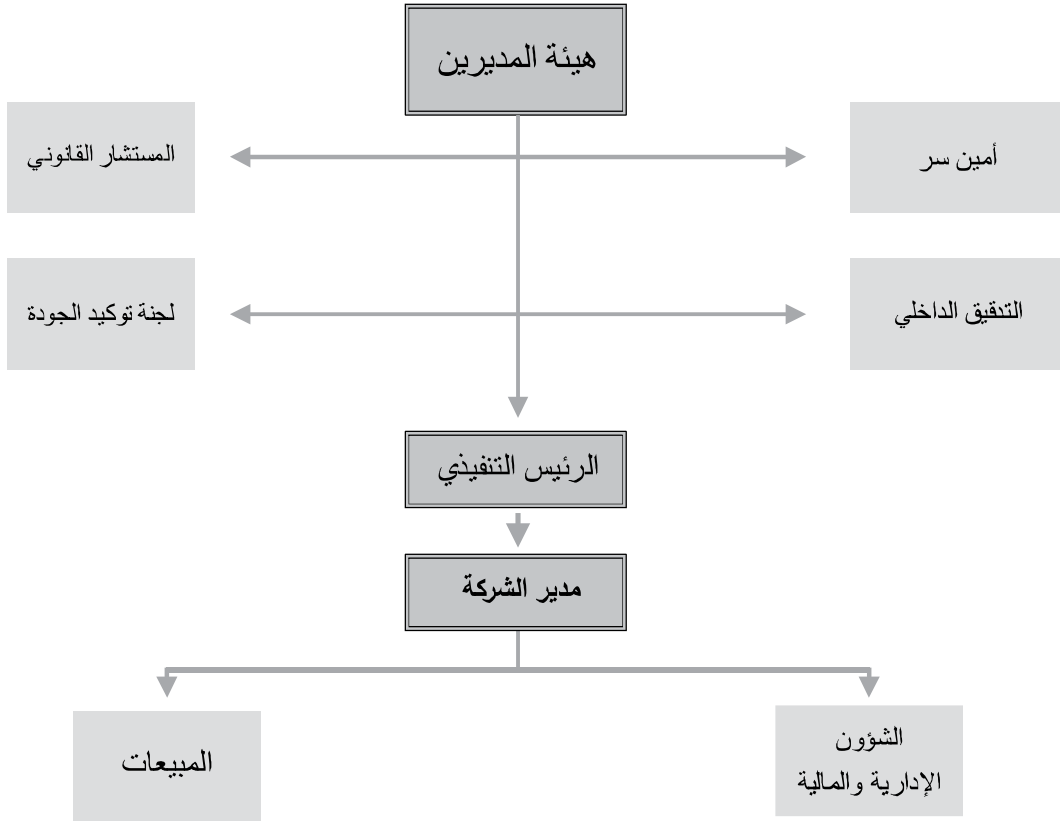 هيئة المديرين
أمين سر
المستشار القانوني
التدقيق الداخلي
لجنة توكيد الجودة
الرئيس التنفيذي
مدير الشركة
الشؤون
الإدارية والمالية
المبيعات